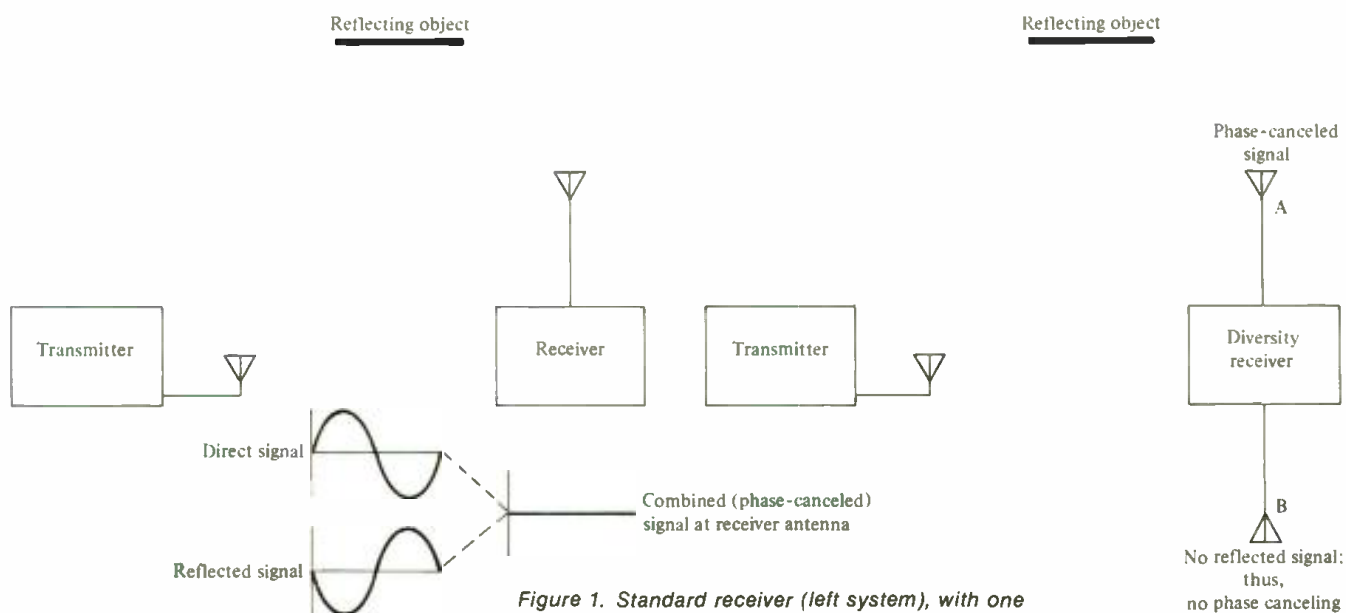 Reflecting object
Reflecting object
Phase-canceled
signal
A
Transmitter
Receiver
Transmitter
Diversity
receiver
Direct signal
Combined (phase-canceled)
signal at receiver antenna
Reflected signal
B
No reflected signal;
thus,
no phase canceling
Figure 1. Standard receiver (left system), with one